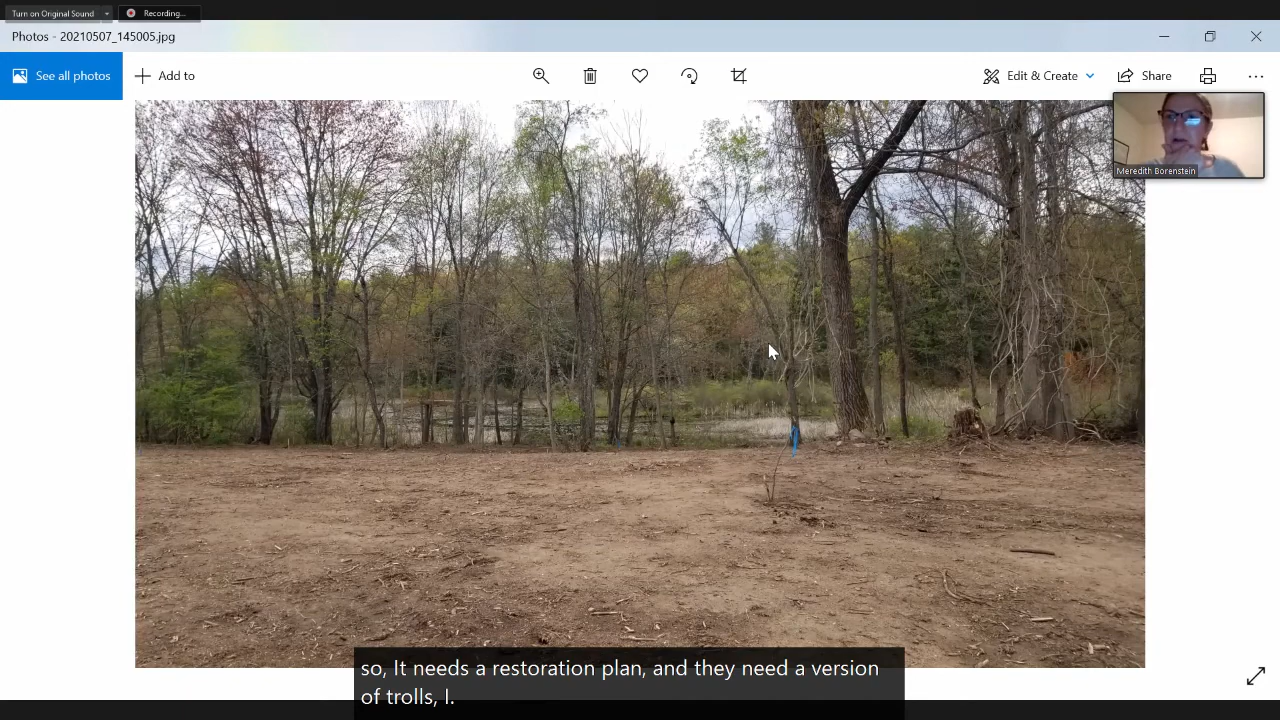 Turn on Original Sound
Recording...
Photos - 20210507_145005.jpg
See all photos
Add to
Edit & Create
Share
Meredith Borenstein
so, It needs a restoration plan, and they need a version
of trolls, I.